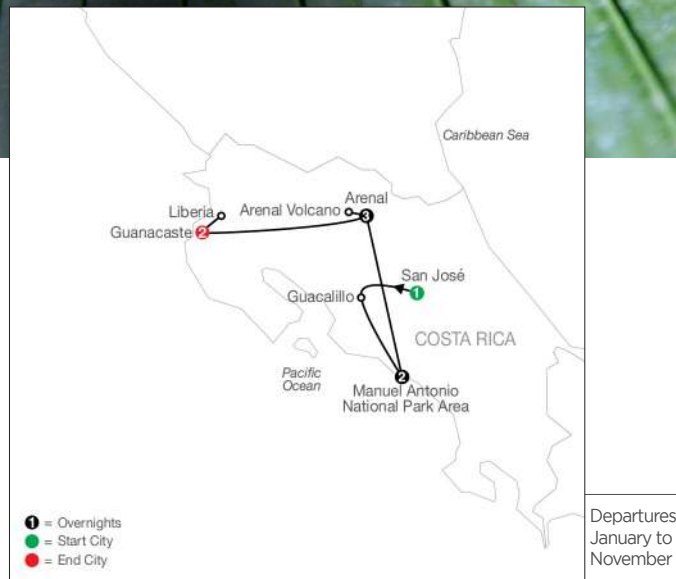 Caribbean Sea
Arenal
Liberia
Arenal Volcano
3
Guanacaste
2
San José
1
Guacalillo
COSTA RICA
Pacific
Ocean
2
Manuel Antonio
National Park Area
1 = Overnights
= Start City
= End City
Departures
January to
November